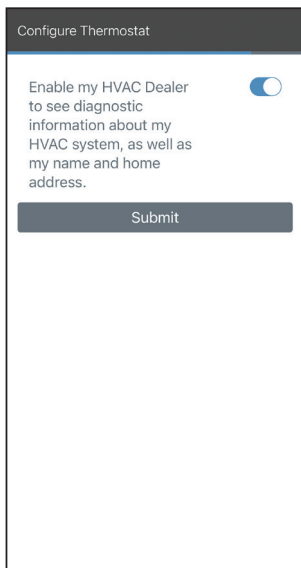 Configure Thermostat
Enable my HVAC Dealer
to see diagnostic
information about my
HVAC system, as well as
my name and home
address.
Submit